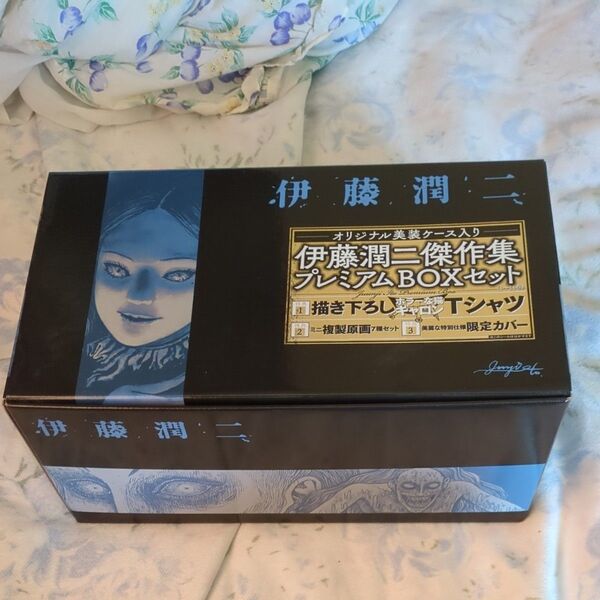 伊藤潤二
オリジナル美装ケース入り
伊藤潤二傑作集
プレミアムBOXセット
1 描き下ろし ホラーな猫 ギャロン Tシャツ
2 ミニ複製原画7種セット 3 美麗な特別仕様 限定カバー
伊藤潤二